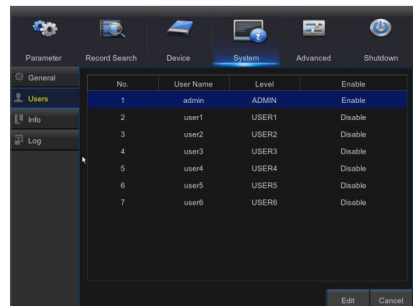 Parameter Record Search Device System Advanced Shutdown
General
Users
Info
Log
No. User Name Level Enable
1 admin ADMIN Enable
2 user1 USER1 Disable
3 user2 USER2 Disable
4 user3 USER3 Disable
5 user4 USER4 Disable
6 user5 USER5 Disable
7 user6 USER6 Disable
Edit Cancel